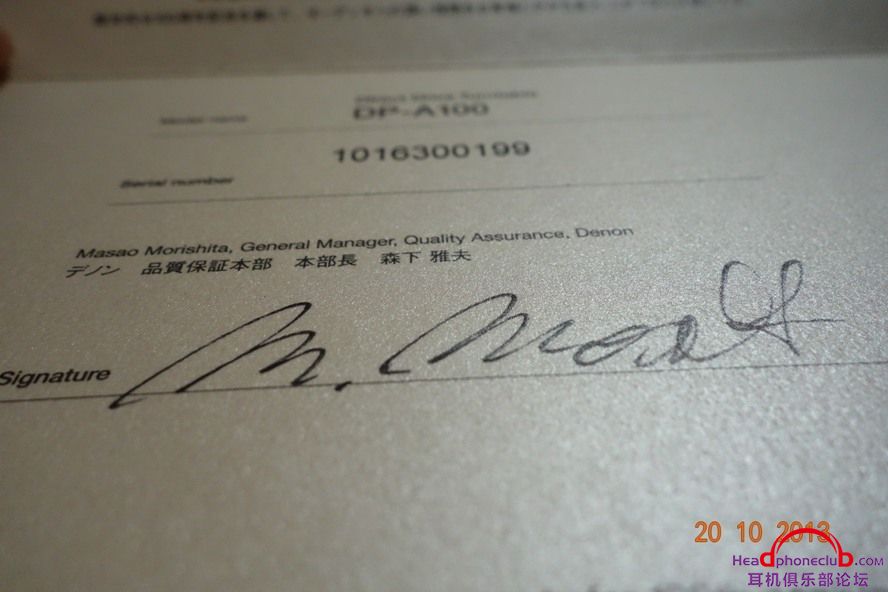 Model name
DP-A100
Serial number
1016300199
Masao Morishita, General Manager, Quality Assurance, Denon
デノン 品質保証本部 本部長 森下 雅夫
Signature
20 10 2013
Headphoneclub.com
耳机俱乐部论坛